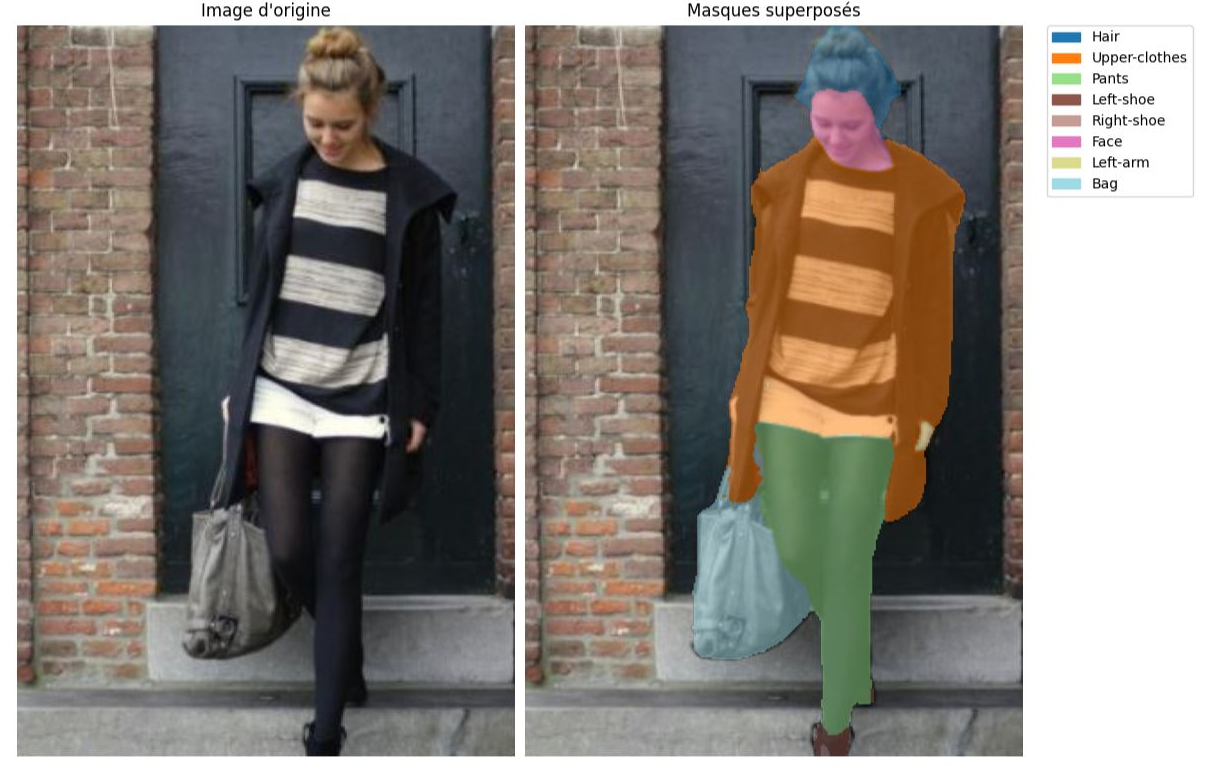 Image d'origine
Masques superposés
Hair
Upper-clothes
Pants
Left-shoe
Right-shoe
Face
Left-arm
Bag